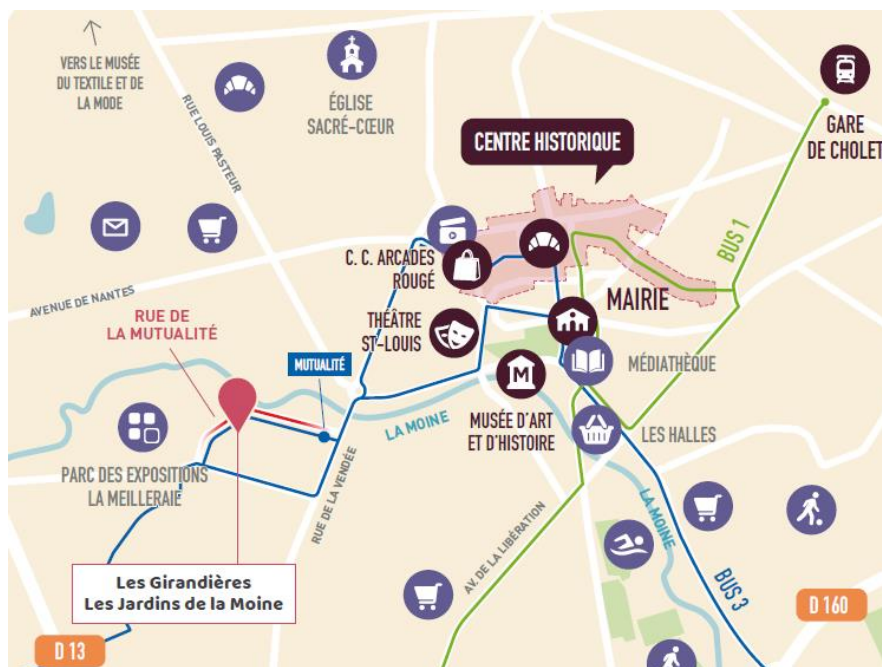 VERS LE MUSÉE
DU TEXTILE ET DE
LA MODE
RUE LOUIS PASTEUR
ÉGLISE
SACRÉ-CŒUR
CENTRE HISTORIQUE
GARE
DE CHOLET
BUS 1
C. C. ARCADES
ROUGÉ
MAIRIE
AVENUE DE NANTES
RUE DE
LA MUTUALITÉ
THÉÂTRE
ST-LOUIS
MUTUALITÉ
MÉDIATHÈQUE
M
LA MOINE
MUSÉE D'ART
ET D'HISTOIRE
LES HALLES
PARC DES EXPOSITIONS
LA MEILLERAIE
RUE DE LA VENDÉE
LA MOINE
AV. DE LA LIBÉRATION
BUS 3
Les Girandières
Les Jardins de la Moine
D 160
D 13